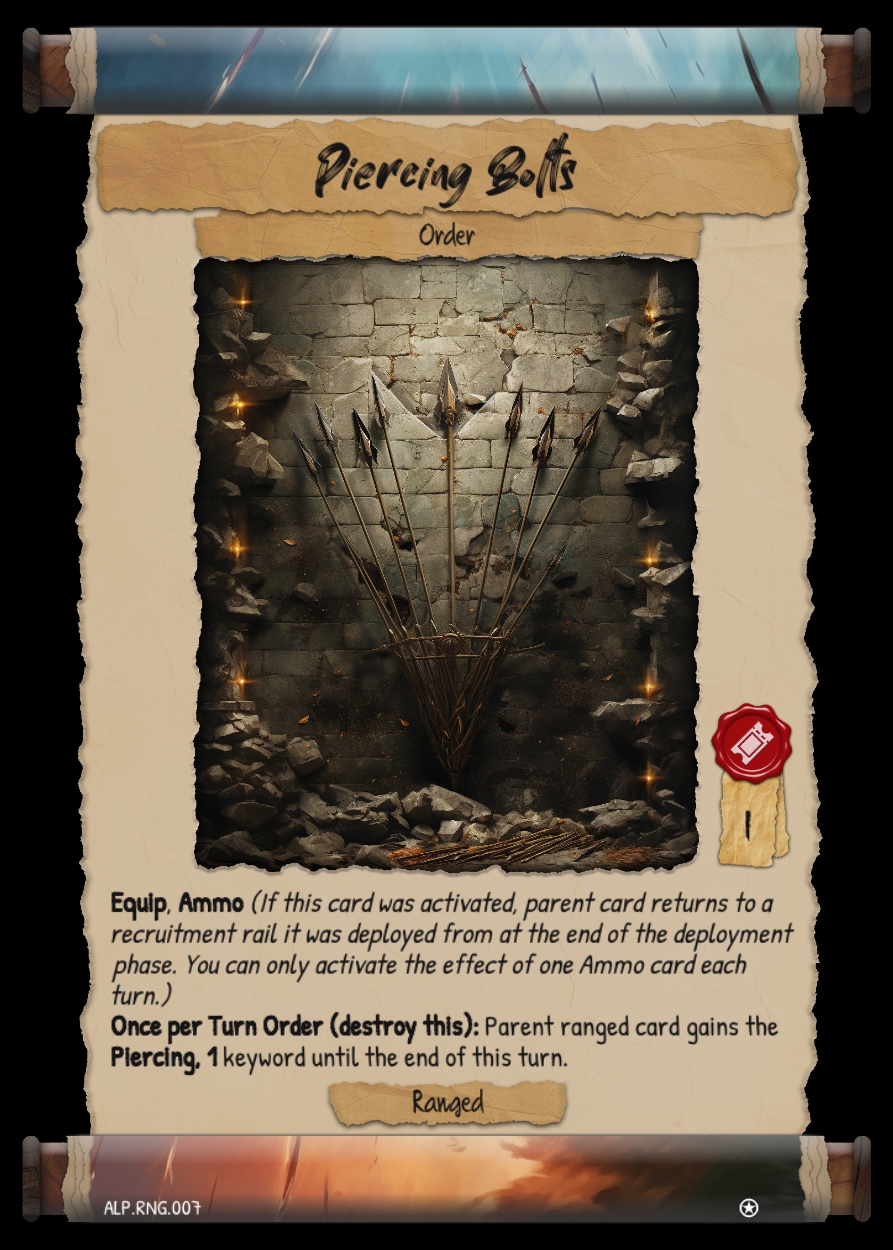 Piercing Bolts
Order
1
Equip, Ammo (If this card was activated, parent card returns to a
recruitment rail it was deployed from at the end of the deployment
phase. You can only activate the effect of one Ammo card each
turn.)
Once per Turn Order (destroy this): Parent ranged card gains the
Piercing, 1 keyword until the end of this turn.
Ranged
ALP.RNG.007